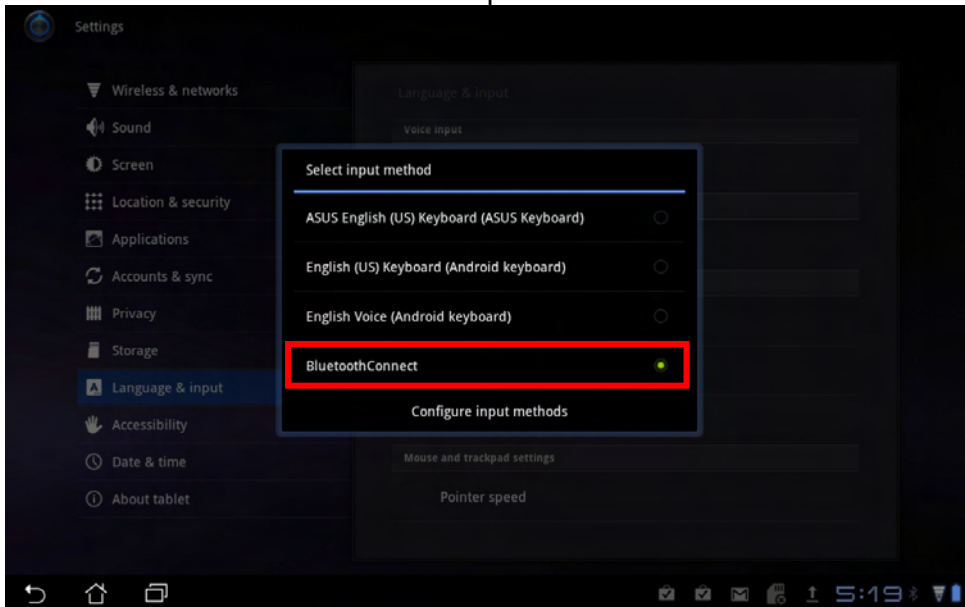 Settings
Wireless & networks
Sound
Screen
Location & security
Applications
Accounts & sync
Privacy
Storage
Language & input
Accessibility
Date & time
About tablet
Language & input
Voice input
Select input method
ASUS English (US) Keyboard (ASUS Keyboard)
English (US) Keyboard (Android keyboard)
English Voice (Android keyboard)
BluetoothConnect
Configure input methods
Mouse and trackpad settings
Pointer speed
5:19